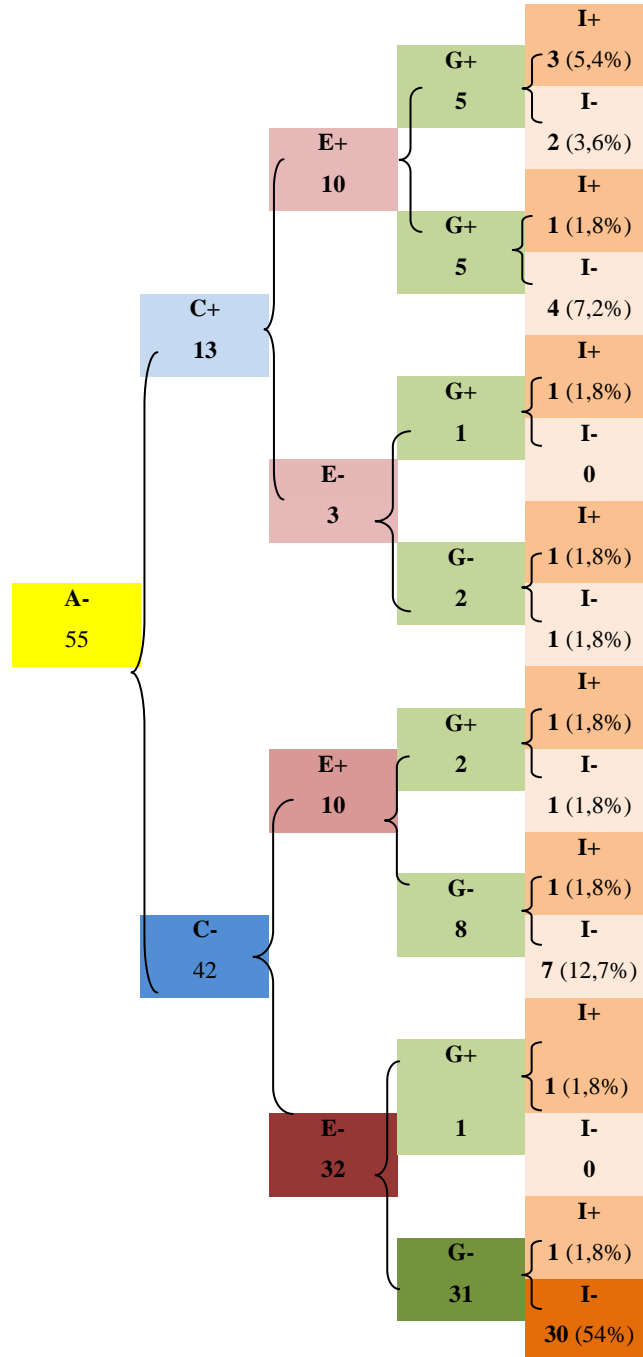 I+
3 (5,4%)
G+
5
I-
2 (3,6%)
E+
10
I+
1 (1,8%)
G+
5
I-
4 (7,2%)
C+
13
I+
1 (1,8%)
G+
1
I-
0
E-
3
I+
1 (1,8%)
G-
2
I-
1 (1,8%)
A-
55
I+
1 (1,8%)
G+
2
I-
1 (1,8%)
E+
10
I+
1 (1,8%)
G-
8
I-
7 (12,7%)
C-
42
I+
1 (1,8%)
G+
1
I-
0
E-
32
I+
1 (1,8%)
G-
31
I-
30 (54%)